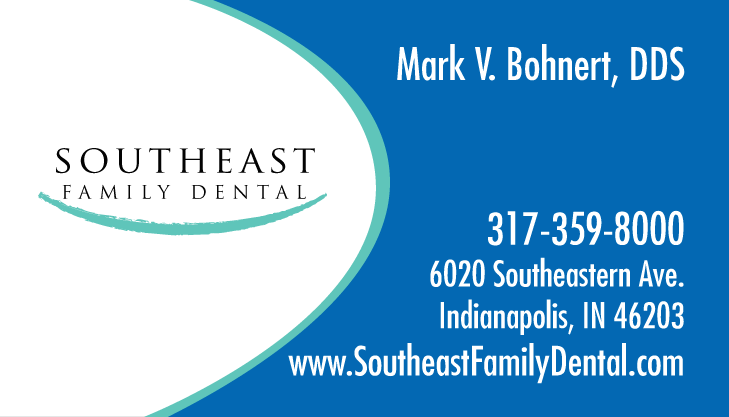 Mark V. Bohnert, DDS
SOUTHEAST
FAMILY DENTAL
317-359-8000
6020 Southeastern Ave.
Indianapolis, IN 46203
www.SoutheastFamilyDental.com